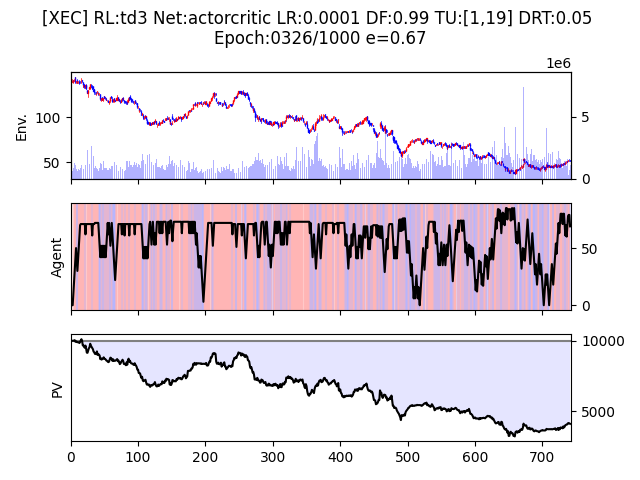 [XEC] RL:td3 Net:actorcritic LR:0.0001 DF:0.99 TU:[1,19] DRT:0.05
Epoch:0326/1000 e=0.67
1e6
Env.
100
50
5
0
Agent
50
0
PV
10000
5000
0 100 200 300 400 500 600 700